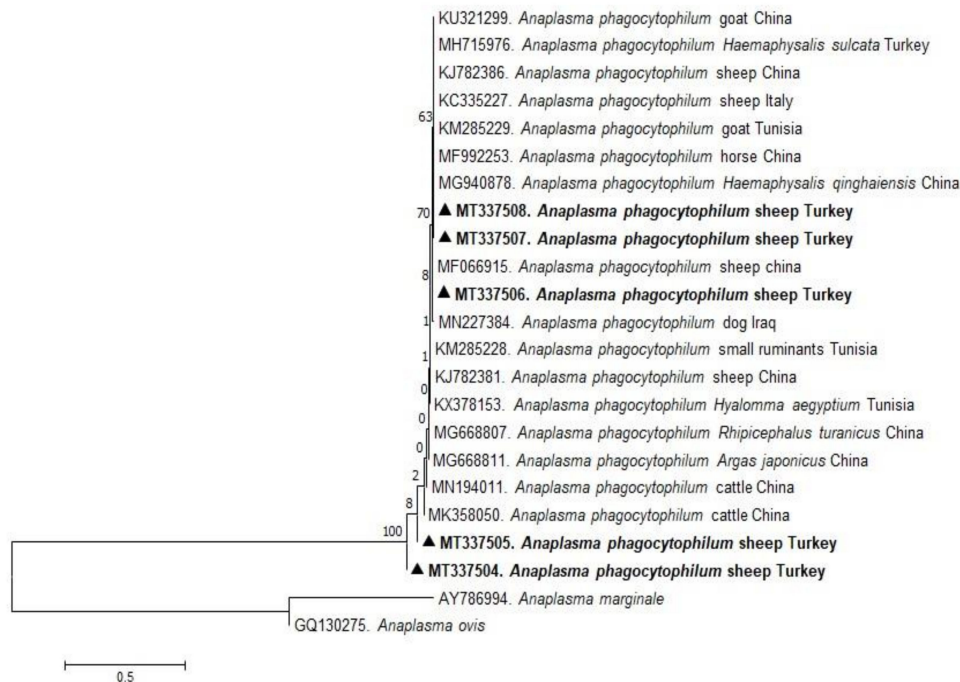 KU321299. Anaplasma phagocytophilum goat China
MH715976. Anaplasma phagocytophilum Haemaphysalis sulcata Turkey
KJ782386. Anaplasma phagocytophilum sheep China
KC335227. Anaplasma phagocytophilum sheep Italy
63
KM285229. Anaplasma phagocytophilum goat Tunisia
MF992253. Anaplasma phagocytophilum horse China
MG940878. Anaplasma phagocytophilum Haemaphysalis qinghaiensis China
70
▲ MT337508. Anaplasma phagocytophilum sheep Turkey
▲ MT337507. Anaplasma phagocytophilum sheep Turkey
MF066915. Anaplasma phagocytophilum sheep china
8
▲ MT337506. Anaplasma phagocytophilum sheep Turkey
1
MN227384. Anaplasma phagocytophilum dog Iraq
KM285228. Anaplasma phagocytophilum small ruminants Tunisia
1
KJ782381. Anaplasma phagocytophilum sheep China
0
KX378153. Anaplasma phagocytophilum Hyalomma aegyptium Tunisia
0
MG668807. Anaplasma phagocytophilum Rhipicephalus turanicus China
0
MG668811. Anaplasma phagocytophilum Argas japonicus China
2
MN194011. Anaplasma phagocytophilum cattle China
8
MK358050. Anaplasma phagocytophilum cattle China
100
▲ MT337505. Anaplasma phagocytophilum sheep Turkey
▲ MT337504. Anaplasma phagocytophilum sheep Turkey
AY786994. Anaplasma marginale
GQ130275. Anaplasma ovis
0.5